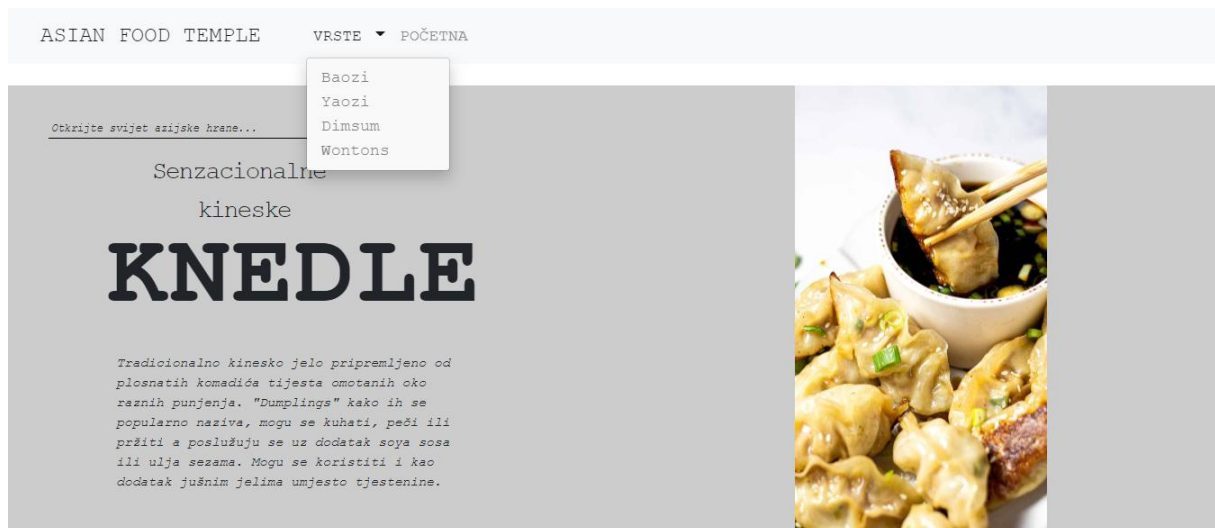 ASIAN FOOD TEMPLE VRSTE POČETNA
Baozi
Yaozi
Dimsum
Wontons
Otkrijte svijet azijske hrane...
Senzacionalne
kineske
KNEDLE
Tradicionalno kinesko jelo pripremljeno od
plosnatih komadića tijesta omotanih oko
raznih punjenja. "Dumplings" kako ih se
popularno naziva, mogu se kuhati, peči ili
pržiti a poslužuju se uz dodatak soya sosa
ili ulja sezama. Mogu se koristiti i kao
dodatak jušnim jelima umjesto tjestenine.